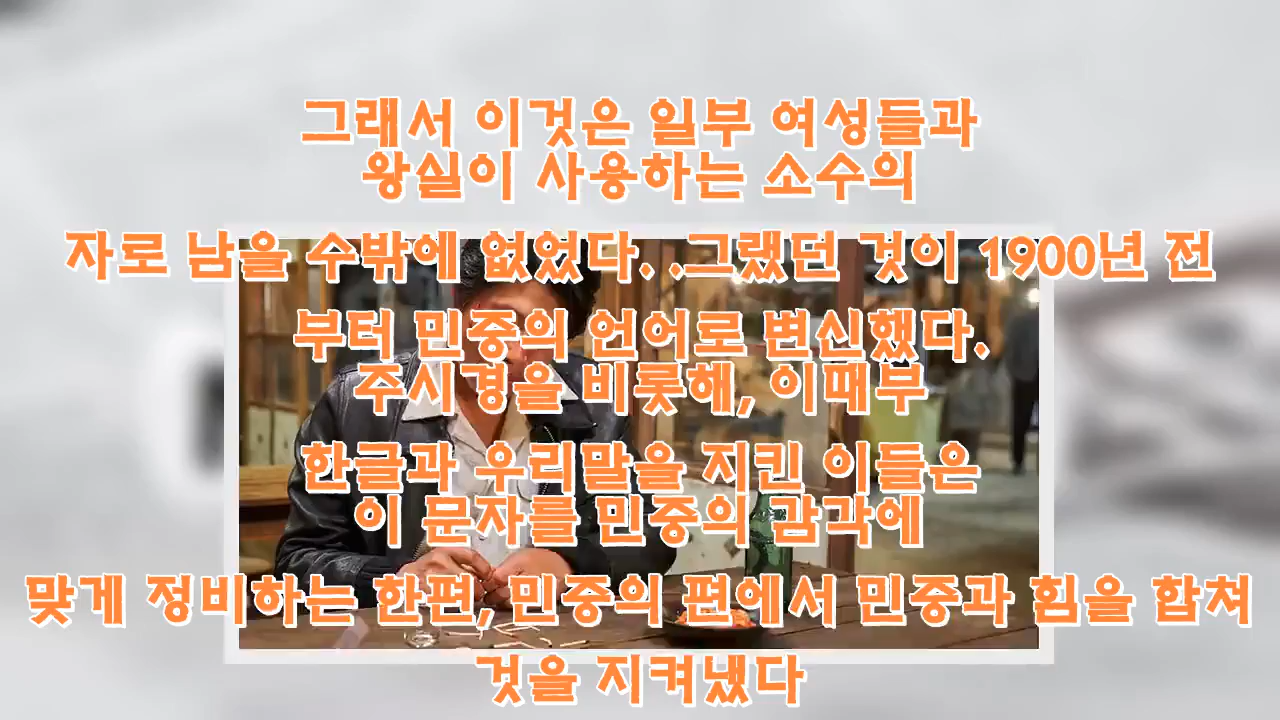 그래서 이것은 일부 여성들과
왕실이 사용하는 소수의
자로 남을 수밖에 없었다. .그랬던 것이 1900년 전
부터 민중의 언어로 변신했다.
주시경을 비롯해, 이때부
한글과 우리말을 지킨 이들은
이 문자를 민중의 감각에
맞게 정비하는 한편, 민중의 편에서 민중과 힘을 합쳐
것을 지켜냈다